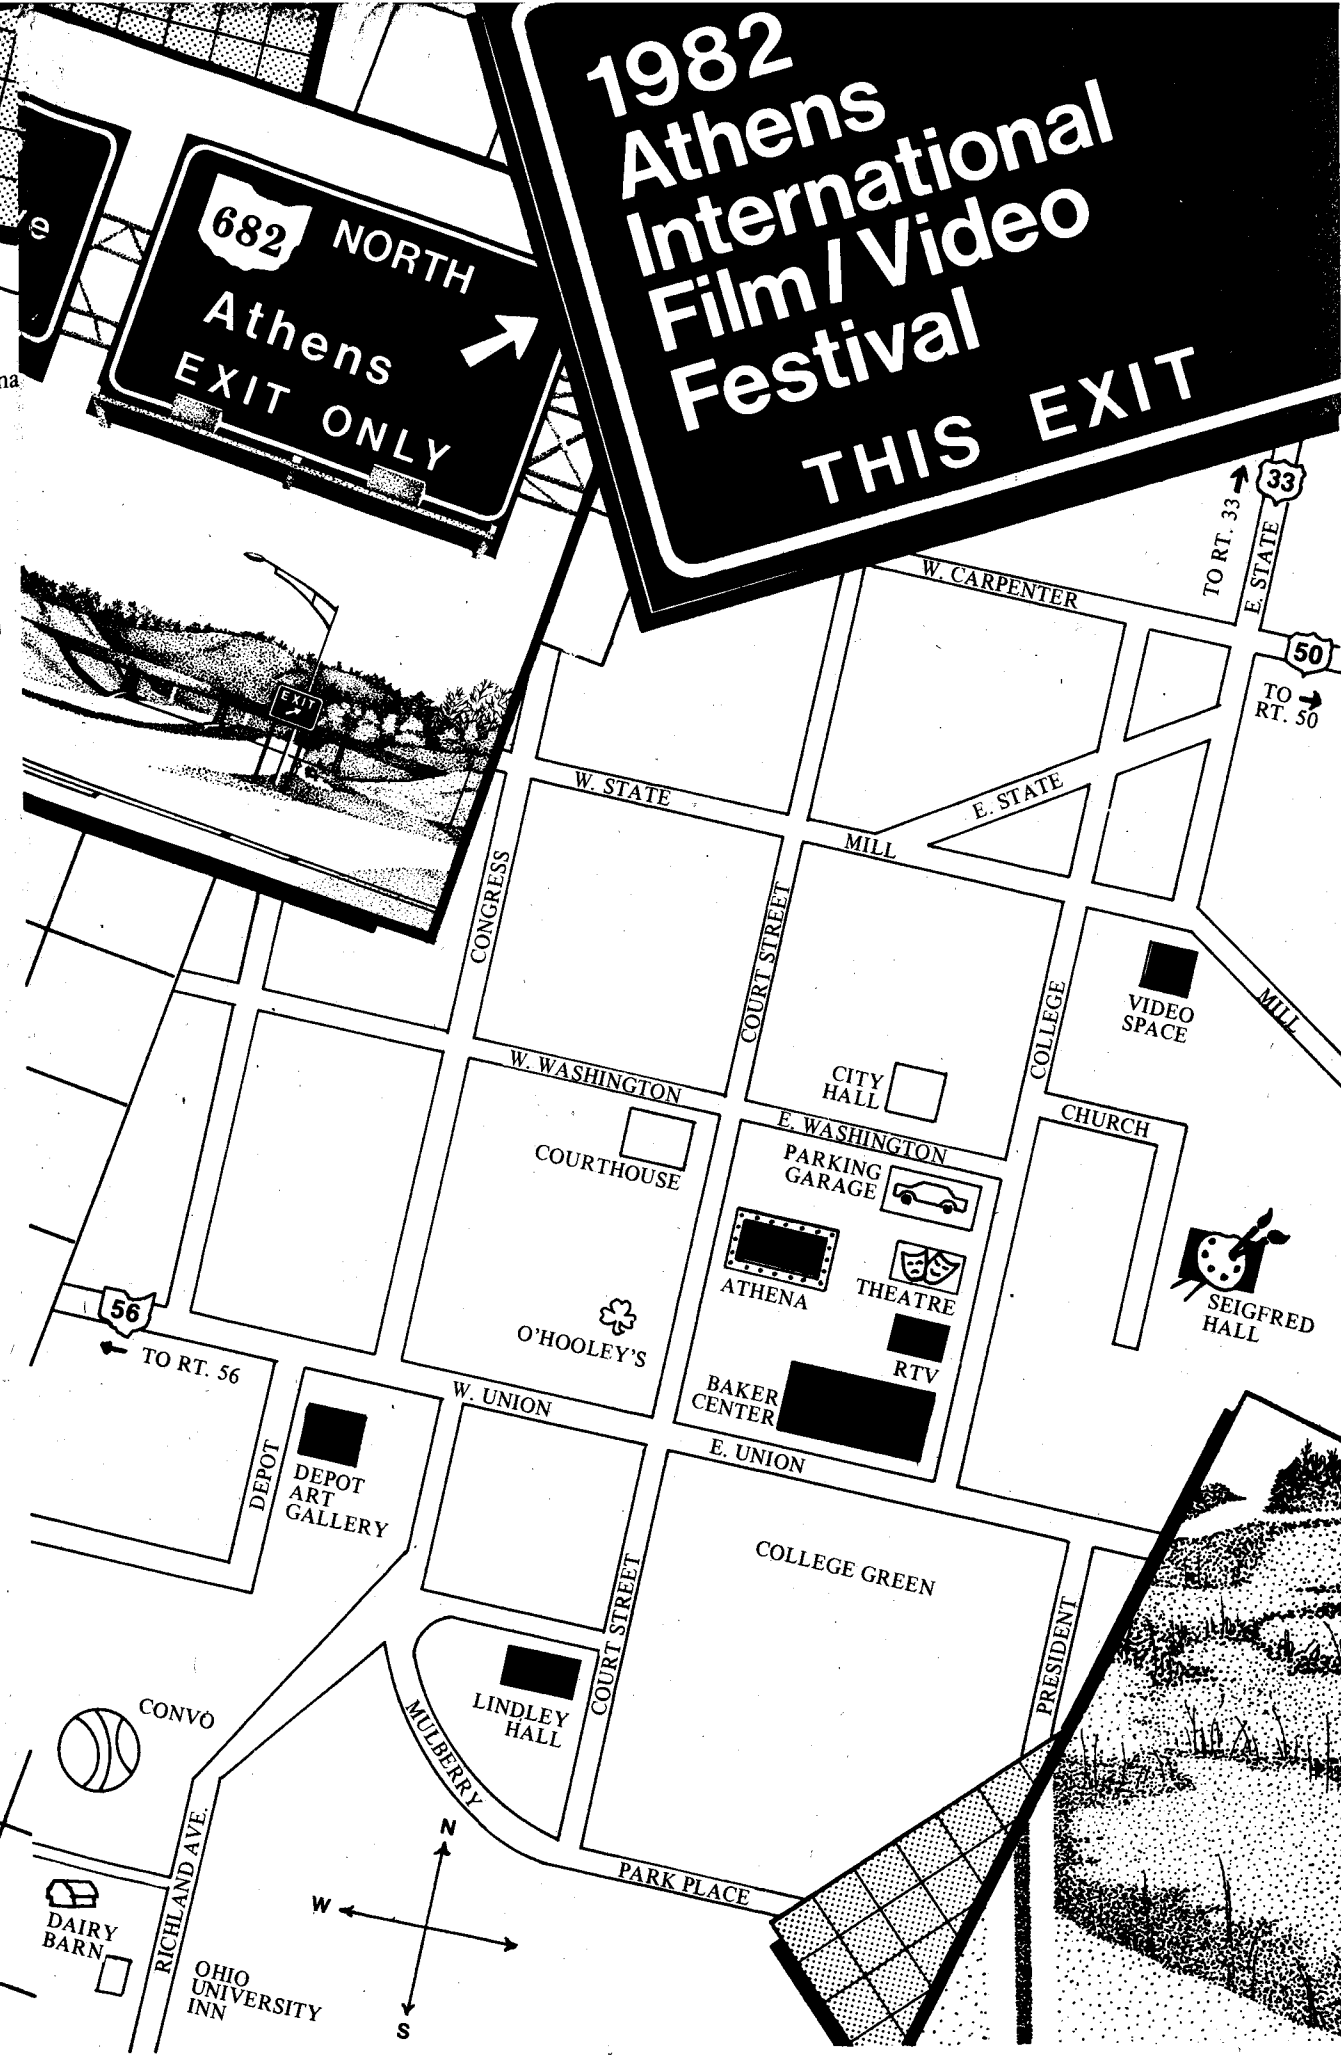 1982
Athens
International
Film/Video
Festival
THIS EXIT
682 NORTH
Athens
EXIT ONLY
e
na
EXIT
33
TO RT. 33
E. STATE
W. CARPENTER
50
TO
RT. 50
W. STATE
E. STATE
MILL
CONGRESS
COURT STREET
COLLEGE
VIDEO
SPACE
MILL
W. WASHINGTON
CITY
HALL
CHURCH
E. WASHINGTON
COURTHOUSE
PARKING
GARAGE
ATHENA
THEATRE
SEIGFRED
HALL
56
TO RT. 56
O'HOOLEY'S
RTV
W. UNION
BAKER
CENTER
E. UNION
DEPOT
DEPOT
ART
GALLERY
COLLEGE GREEN
COURT STREET
PRESIDENT
LINDLEY
HALL
MULBERRY
CONVO
N
W
S
PARK PLACE
RICHLAND AVE.
DAIRY
BARN
OHIO
UNIVERSITY
INN